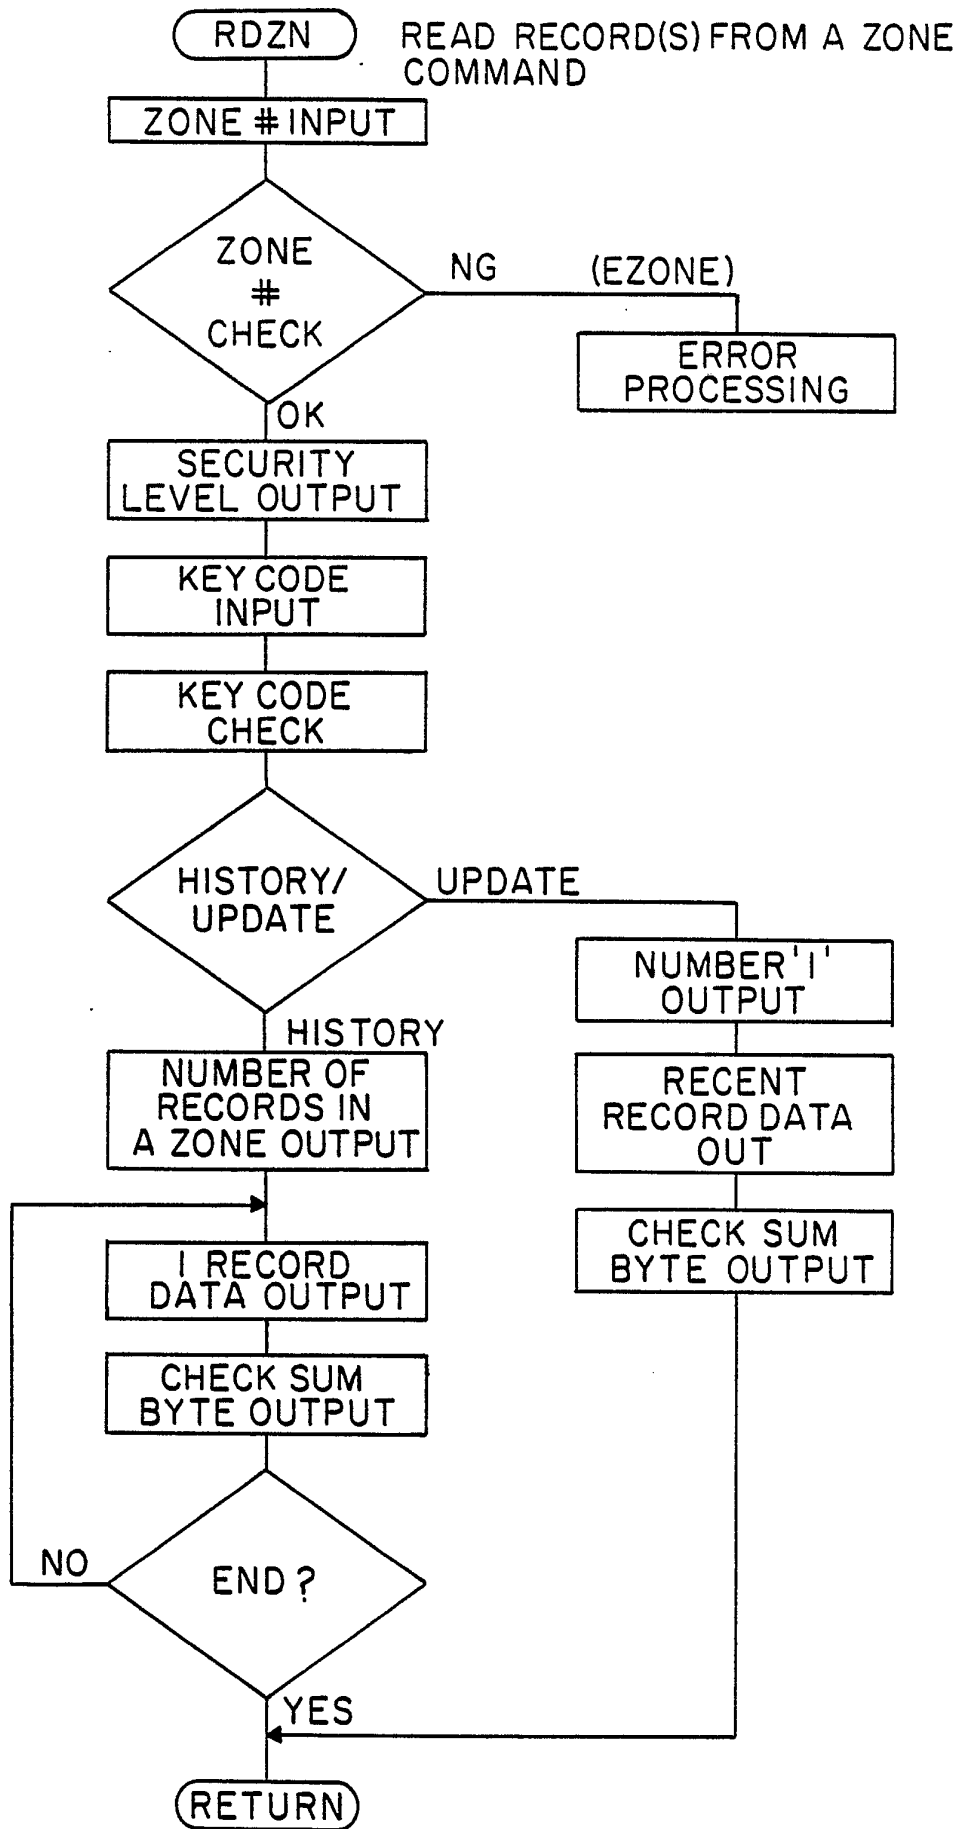 RDZN
READ RECORD(S) FROM A ZONE
COMMAND
ZONE # INPUT
ZONE
#
CHECK
NG
(EZONE)
ERROR
PROCESSING
OK
SECURITY
LEVEL OUTPUT
KEY CODE
INPUT
KEY CODE
CHECK
HISTORY/
UPDATE
UPDATE
NUMBER '1'
OUTPUT
RECENT
RECORD DATA
OUT
CHECK SUM
BYTE OUTPUT
HISTORY
NUMBER OF
RECORDS IN
A ZONE OUTPUT
1 RECORD
DATA OUTPUT
CHECK SUM
BYTE OUTPUT
NO
END ?
YES
RETURN